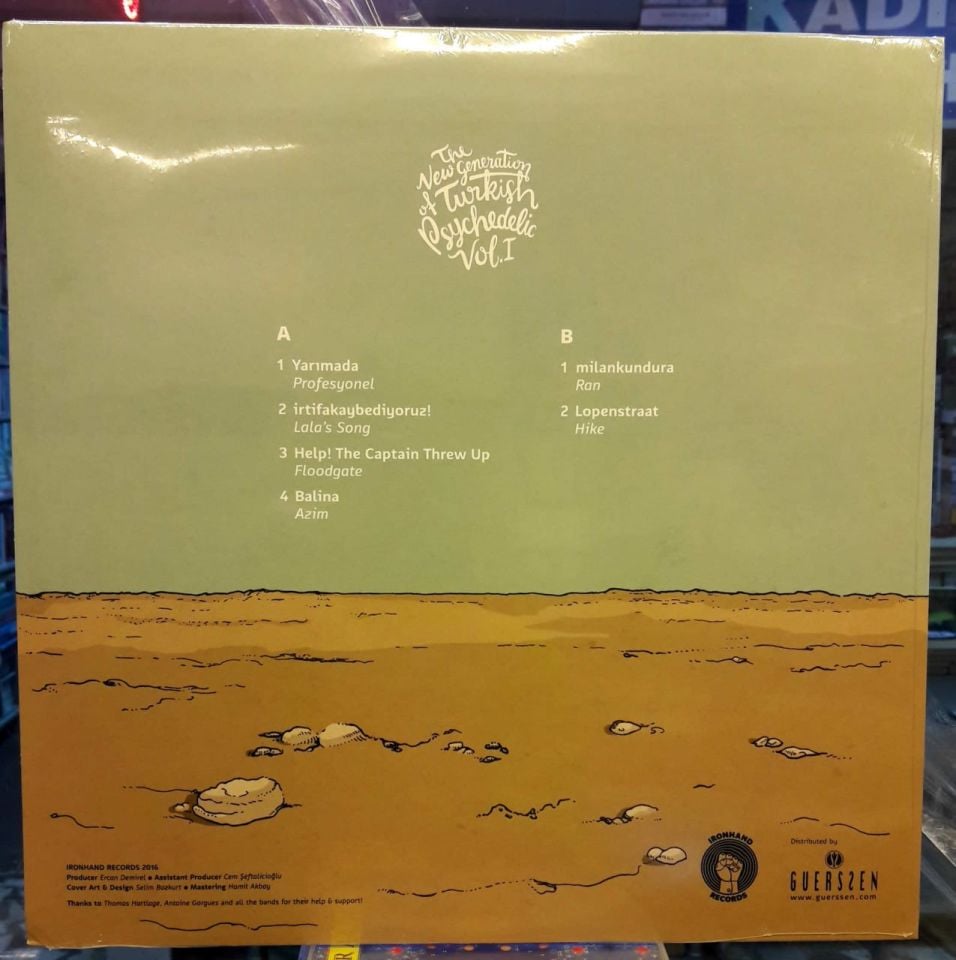 KADI
The
New Generation
of Turkish
Psychedelic
Vol.I
A
1 Yarımada
Profesyonel
2 irtifakaybediyoruz!
Lala's Song
3 Help! The Captain Threw Up
Floodgate
4 Balina
Azim
B
1 milankundura
Ran
2 Lopenstraat
Hike
IRONHAND RECORDS 2016
Producer Ercan Demirel ● Assistant Producer Cem Şeftalicioğlu
Cover Art & Design Selim Bozkurt ● Mastering Hamit Akbay
Thanks to Thomas Hartlage, Antoine Gorgues and all the bands for their help & support!
IRONHAND
RECORDS
Distributed by
GUERSSEN
www.guerssen.com